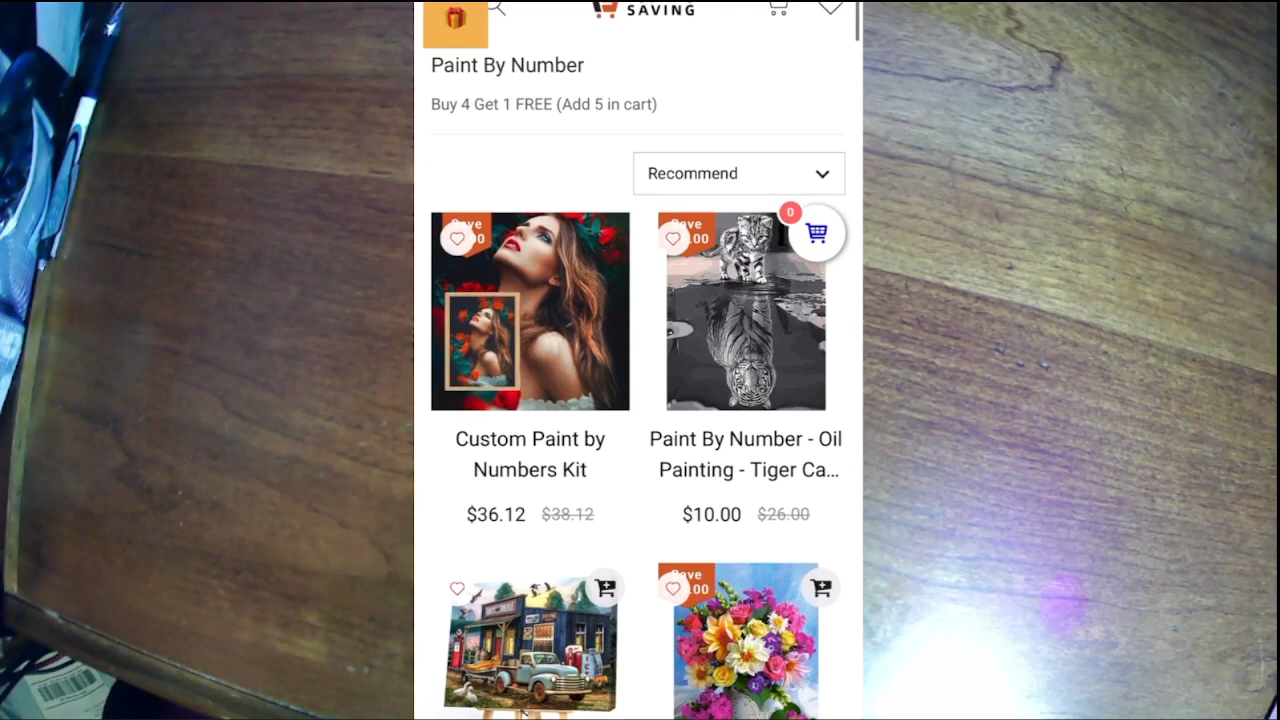 SAVING
Paint By Number
Buy 4 Get 1 FREE (Add 5 in cart)
Recommend
0
Custom Paint by
Numbers Kit
Paint By Number - Oil
Painting - Tiger Ca...
$36.12 $38.12
$10.00 $26.00